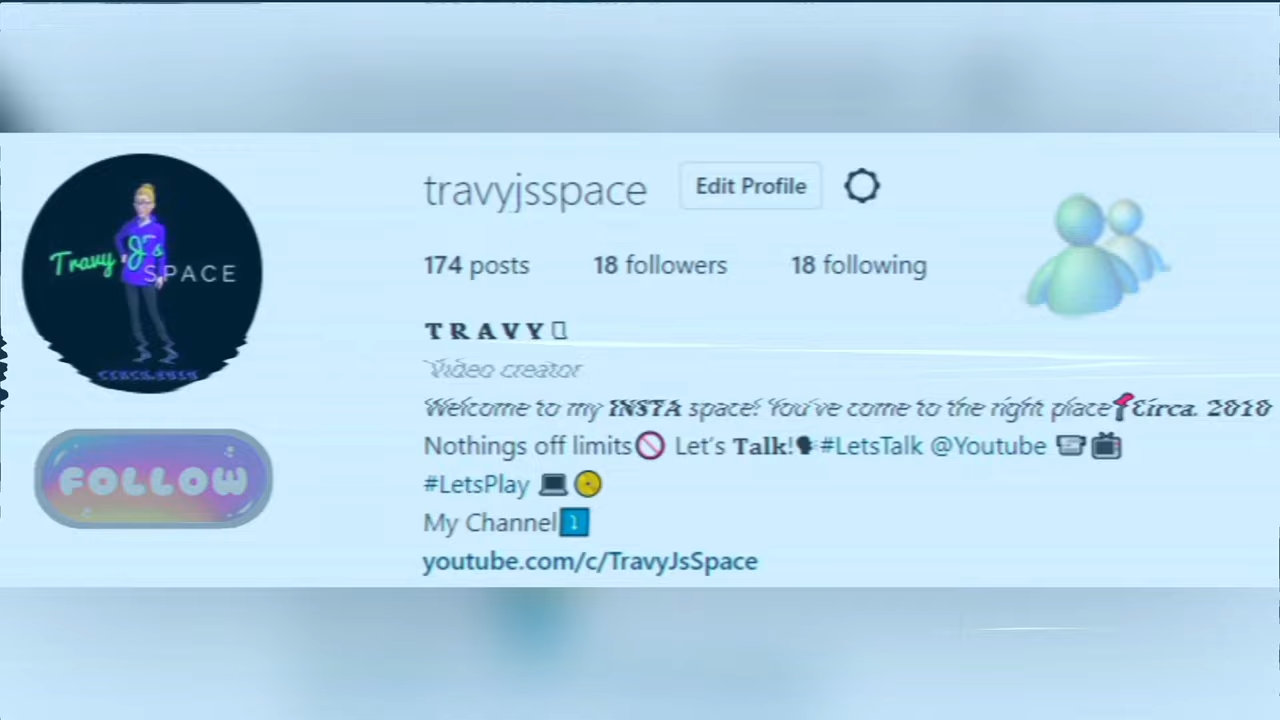 Travy J's
SPACE
FOLLOW
travyjsspace Edit Profile
174 posts 18 followers 18 following
TRAVY
Video creator
Welcome to my INSTA space! You've come to the right place Circa. 2010
Nothings off limits🚫 Let's Talk!🗣#LetsTalk @Youtube 📺
#LetsPlay 💻
My Channel⤵
youtube.com/c/TravyJsSpace